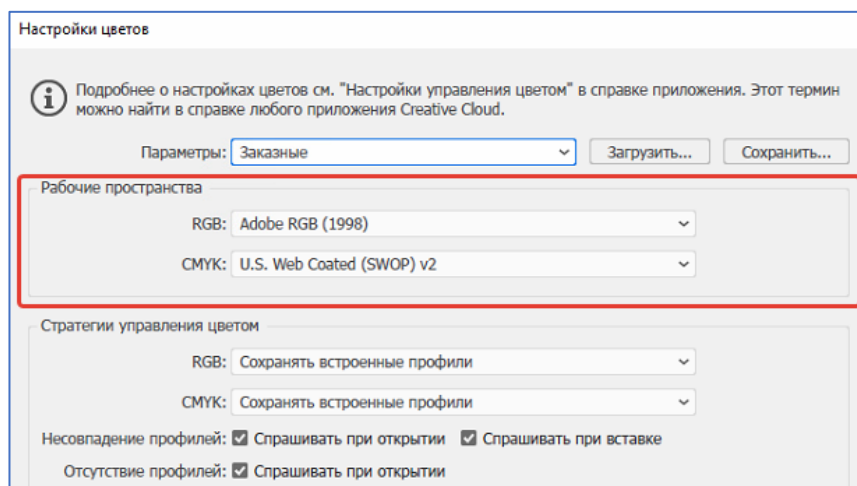 Настройки цветов
Подробнее о настройках цветов см. "Настройки управления цветом" в справке приложения. Этот термин
можно найти в справке любого приложения Creative Cloud.
Параметры: Заказные Загрузить... Сохранить...
Рабочие пространства
RGB: Adobe RGB (1998)
CMYK: U.S. Web Coated (SWOP) v2
Стратегии управления цветом
RGB: Сохранять встроенные профили
CMYK: Сохранять встроенные профили
Несовпадение профилей: Спрашивать при открытии Спрашивать при вставке
Отсутствие профилей: Спрашивать при открытии